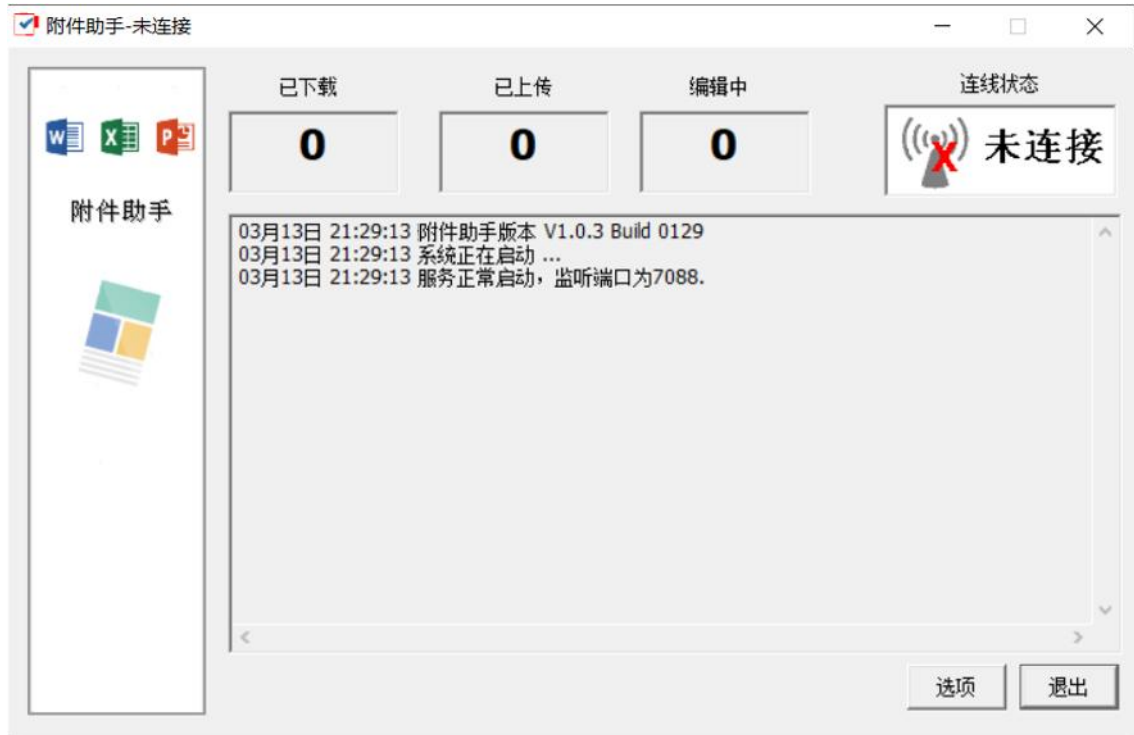 附件助手-未连接
已下载
已上传
编辑中
连线状态
0
0
0
未连接
W
X
P
附件助手
03月13日 21:29:13 附件助手版本 V1.0.3 Build 0129
03月13日 21:29:13 系统正在启动 ...
03月13日 21:29:13 服务正常启动，监听端口为7088.
选项
退出